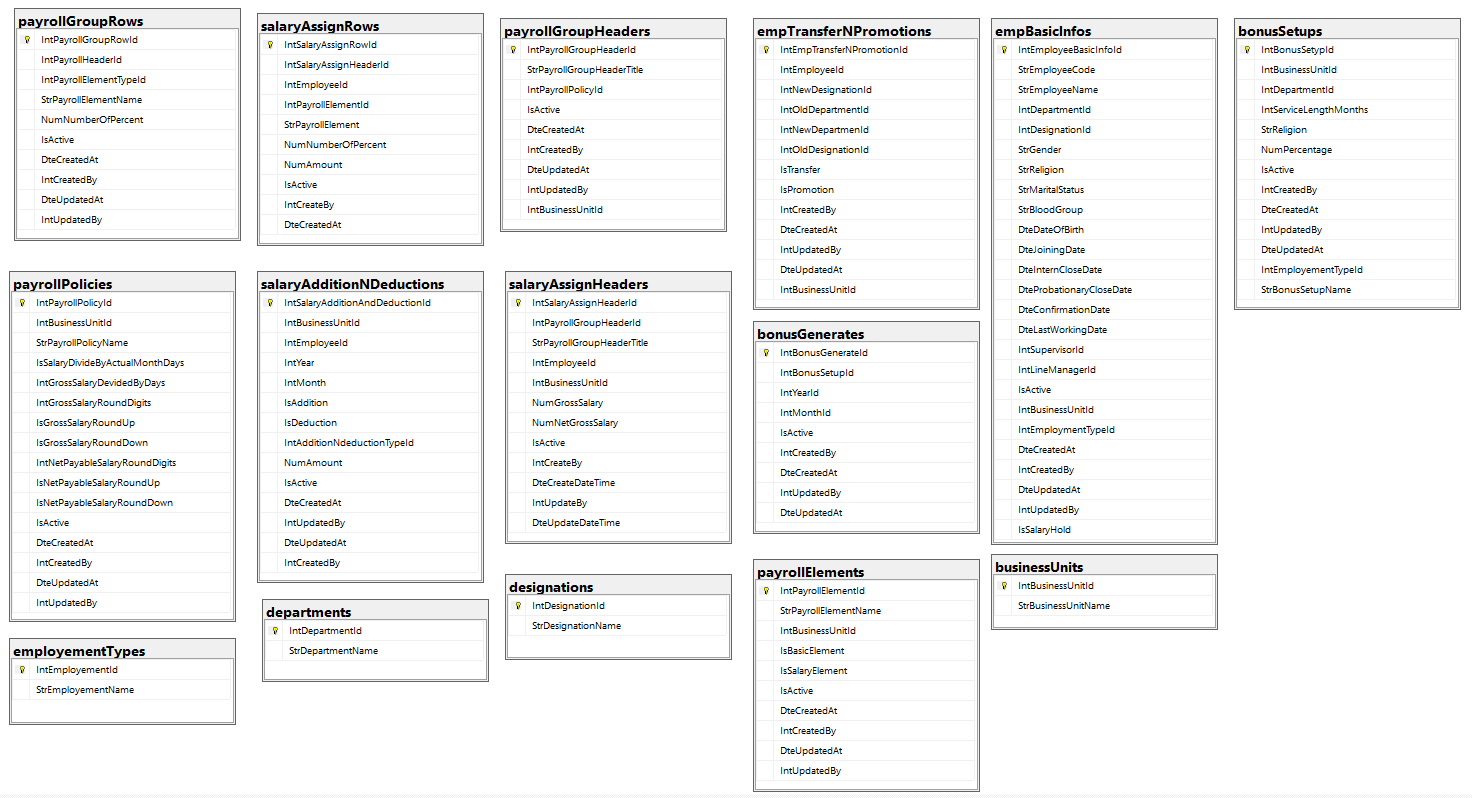 payrollGroupRows
IntPayrollGroupRowId
IntPayrollHeaderId
IntPayrollElementTypeId
StrPayrollElementName
NumNumberOfPercent
IsActive
DteCreatedAt
IntCreatedBy
DteUpdatedAt
IntUpdatedBy
salaryAssignRows
IntSalaryAssignRowId
IntSalaryAssignHeaderId
IntEmployeeId
IntPayrollElementId
StrPayrollElement
NumNumberOfPercent
NumAmount
IsActive
IntCreateBy
DteCreatedAt
payrollGroupHeaders
IntPayrollGroupHeaderId
StrPayrollGroupHeaderTitle
IntPayrollPolicyId
IsActive
DteCreatedAt
IntCreatedBy
DteUpdatedAt
IntUpdatedBy
IntBusinessUnitId
empTransferNPromotions
IntEmpTransferNPromotionId
IntEmployeeId
IntNewDesignationId
IntOldDepartmentId
IntNewDepartmenId
IntOldDesignationId
IsTransfer
IsPromotion
IntCreatedBy
DteCreatedAt
IntUpdatedBy
DteUpdatedAt
IntBusinessUnitId
empBasicInfos
IntEmployeeBasicInfoId
StrEmployeeCode
StrEmployeeName
IntDepartmentId
IntDesignationId
StrGender
StrReligion
StrMaritalStatus
StrBloodGroup
DteDateOfBirth
DteJoiningDate
DteInternCloseDate
DteProbationaryCloseDate
DteConfirmationDate
DteLastWorkingDate
IntSupervisorId
IntLineManagerId
IsActive
IntBusinessUnitId
IntEmploymentTypeId
DteCreatedAt
IntCreatedBy
DteUpdatedAt
IntUpdatedBy
IsSalaryHold
bonusSetups
IntBonusSetypId
IntBusinessUnitId
IntDepartmentId
IntServiceLengthMonths
StrReligion
NumPercentage
IsActive
IntCreatedBy
DteCreatedAt
IntUpdatedBy
DteUpdatedAt
IntEmployementTypeId
StrBonusSetupName
payrollPolicies
IntPayrollPolicyId
IntBusinessUnitId
StrPayrollPolicyName
IsSalaryDivideByActualMonthDays
IntGrossSalaryDevidedByDays
IntGrossSalaryRoundDigits
IsGrossSalaryRoundUp
IsGrossSalaryRoundDown
IntNetPayableSalaryRoundDigits
IsNetPayableSalaryRoundUp
IsNetPayableSalaryRoundDown
IsActive
DteCreatedAt
IntCreatedBy
DteUpdatedAt
IntUpdatedBy
salaryAdditionNDeductions
IntSalaryAdditionAndDeductionId
IntBusinessUnitId
IntEmployeeId
IntYear
IntMonth
IsAddition
IsDeduction
IntAdditionNdeductionTypeId
NumAmount
IsActive
DteCreatedAt
IntUpdatedBy
DteUpdatedAt
IntCreatedBy
salaryAssignHeaders
IntSalaryAssignHeaderId
IntPayrollGroupHeaderId
StrPayrollGroupHeaderTitle
IntEmployeeId
IntBusinessUnitId
NumGrossSalary
NumNetGrossSalary
IsActive
IntCreateBy
DteCreateDateTime
IntUpdateBy
DteUpdateDateTime
bonusGenerates
IntBonusGenerateId
IntBonusSetupId
IntYearId
IntMonthId
IsActive
IntCreatedBy
DteCreatedAt
IntUpdatedBy
DteUpdatedAt
employementTypes
IntEmployementId
StrEmployementName
departments
IntDepartmentId
StrDepartmentName
designations
IntDesignationId
StrDesignationName
payrollElements
IntPayrollElementId
StrPayrollElementName
IntBusinessUnitId
IsBasicElement
IsSalaryElement
IsActive
DteCreatedAt
IntCreatedBy
DteUpdatedAt
IntUpdatedBy
businessUnits
IntBusinessUnitId
StrBusinessUnitName